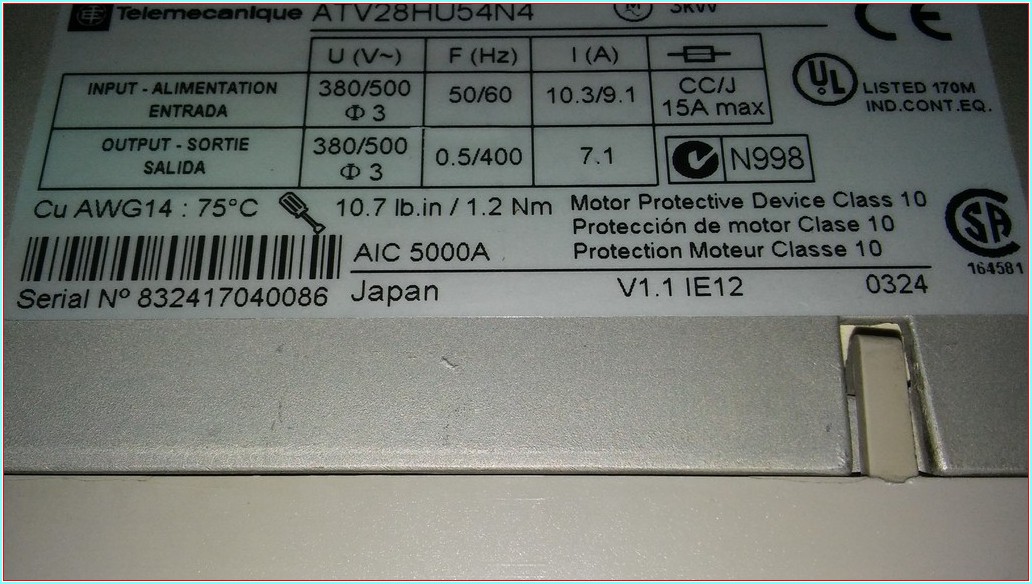 Telemecanique ATV28HU54N4 3KW
U (V~) F (Hz) I (A)
INPUT - ALIMENTATION
ENTRADA
380/500
Φ 3
50/60 10.3/9.1
CC/J
15A max
UL
LISTED 170M
IND.CONT.EQ.
OUTPUT - SORTIE
SALIDA
380/500
Φ 3
0.5/400 7.1
N998
Cu AWG14 : 75°C 10.7 lb.in / 1.2 Nm
Motor Protective Device Class 10
Protección de motor Clase 10
Protection Moteur Classe 10
SA
164581
AIC 5000A
Serial Nº 832417040086
Japan V1.1 IE12 0324